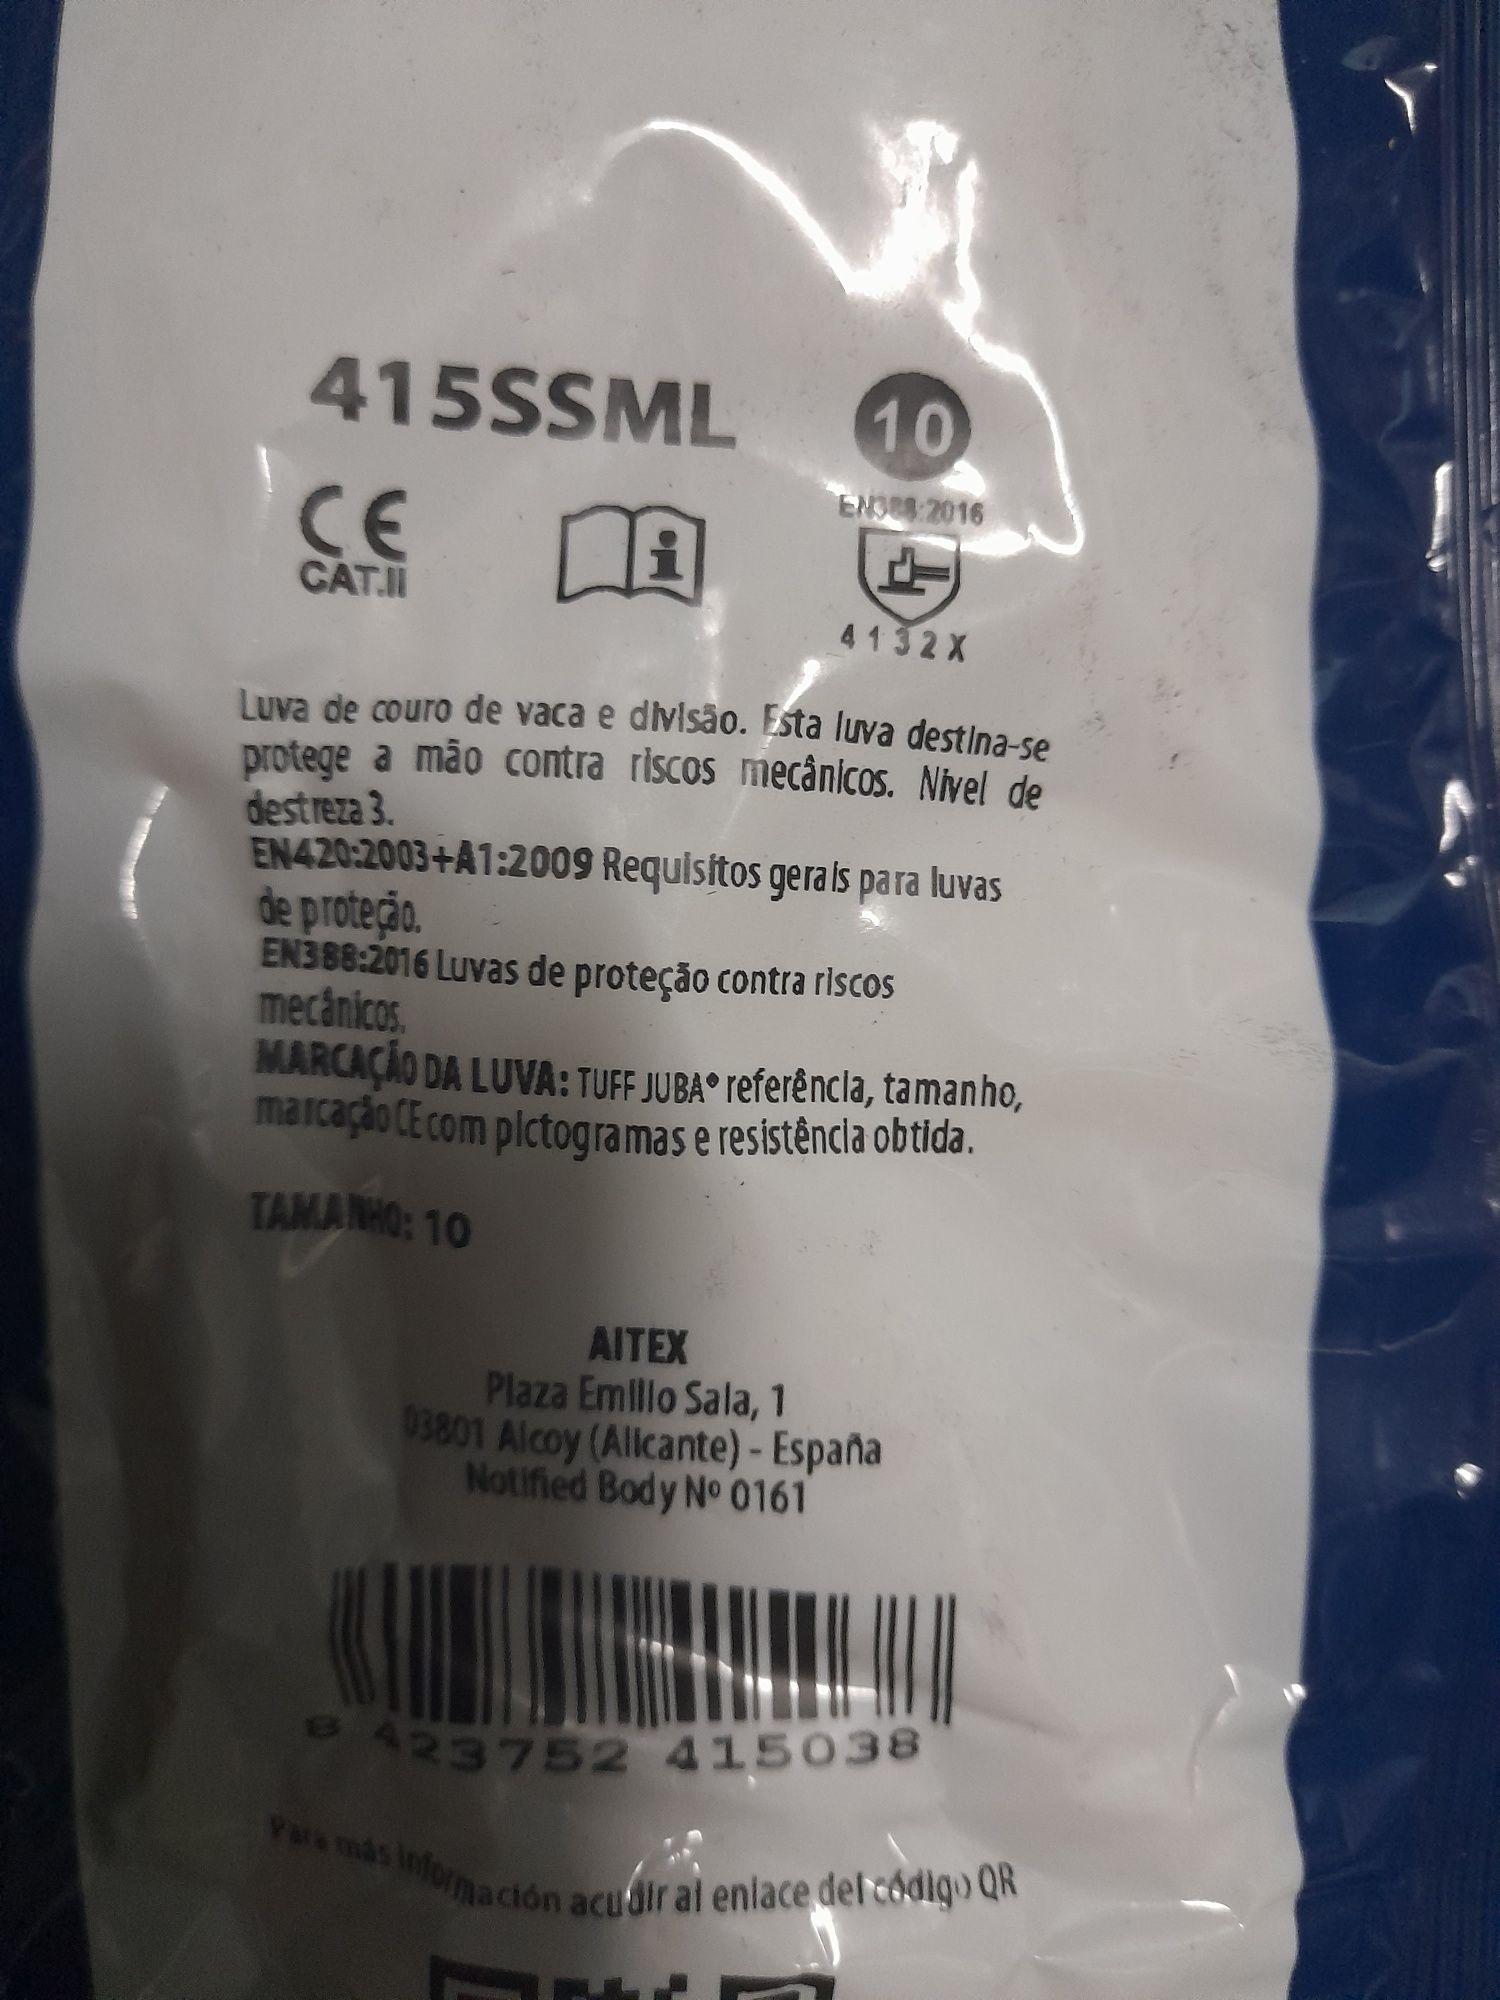 415SSML 10
CE
CAT.II
i
EN388:2016
4132X
Luva de couro de vaca e divisão. Esta luva destina-se
protege a mão contra riscos mecânicos. Nivel de
destreza 3.
EN420:2003+A1:2009 Requisitos gerais para luvas
de proteção.
EN388:2016 Luvas de proteção contra riscos
mecânicos.
MARCAÇÃO DA LUVA: TUFF JUBA® referência, tamanho,
marcação CE com pictogramas e resistência obtida.
TAMANHO: 10
AITEX
Plaza Emilio Sala, 1
03801 Alcoy (Alicante) - España
Notified Body Nº 0161
8 423752 415038
Para más información acudir al enlace del código QR